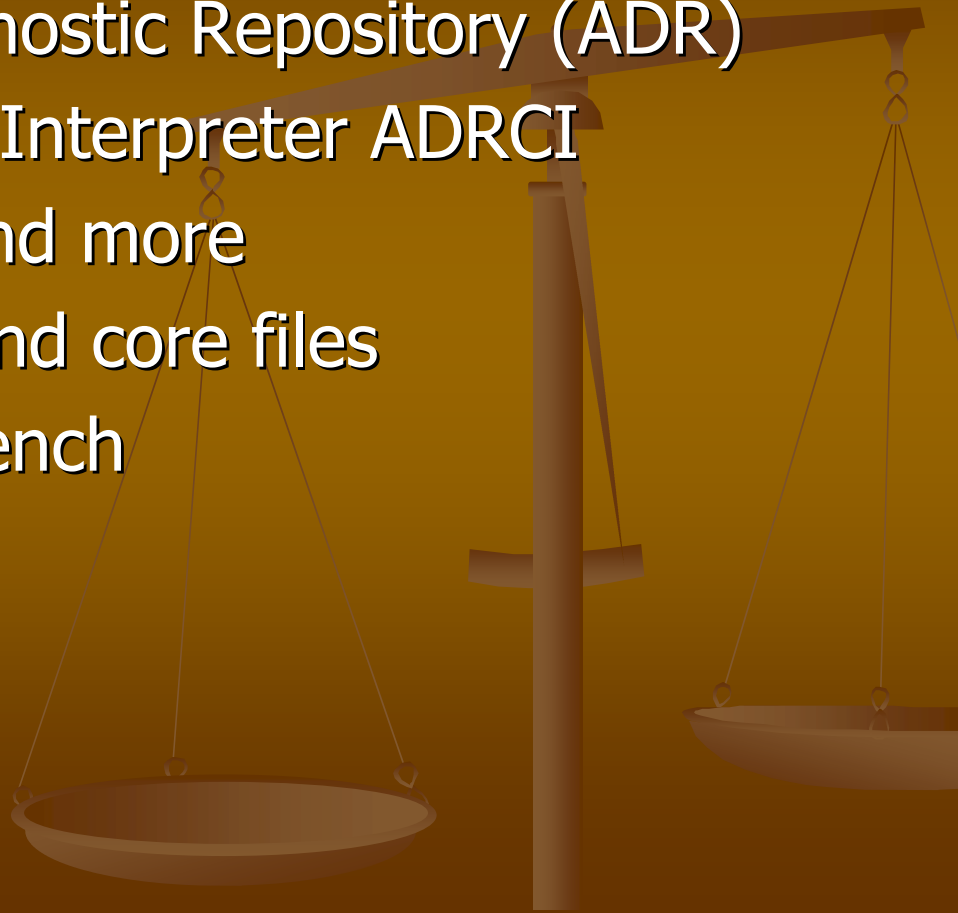 nostic Repository (ADR)
Interpreter ADRCI
nd more
nd core files
ench